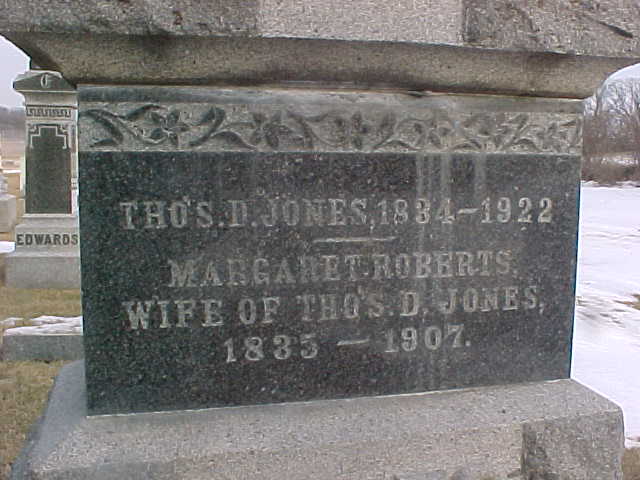 THO'S. D. JONES, 1834-1922
MARGARET ROBERTS,
WIFE OF THO'S. D. JONES,
1835 - 1907.
EDWARDS
E